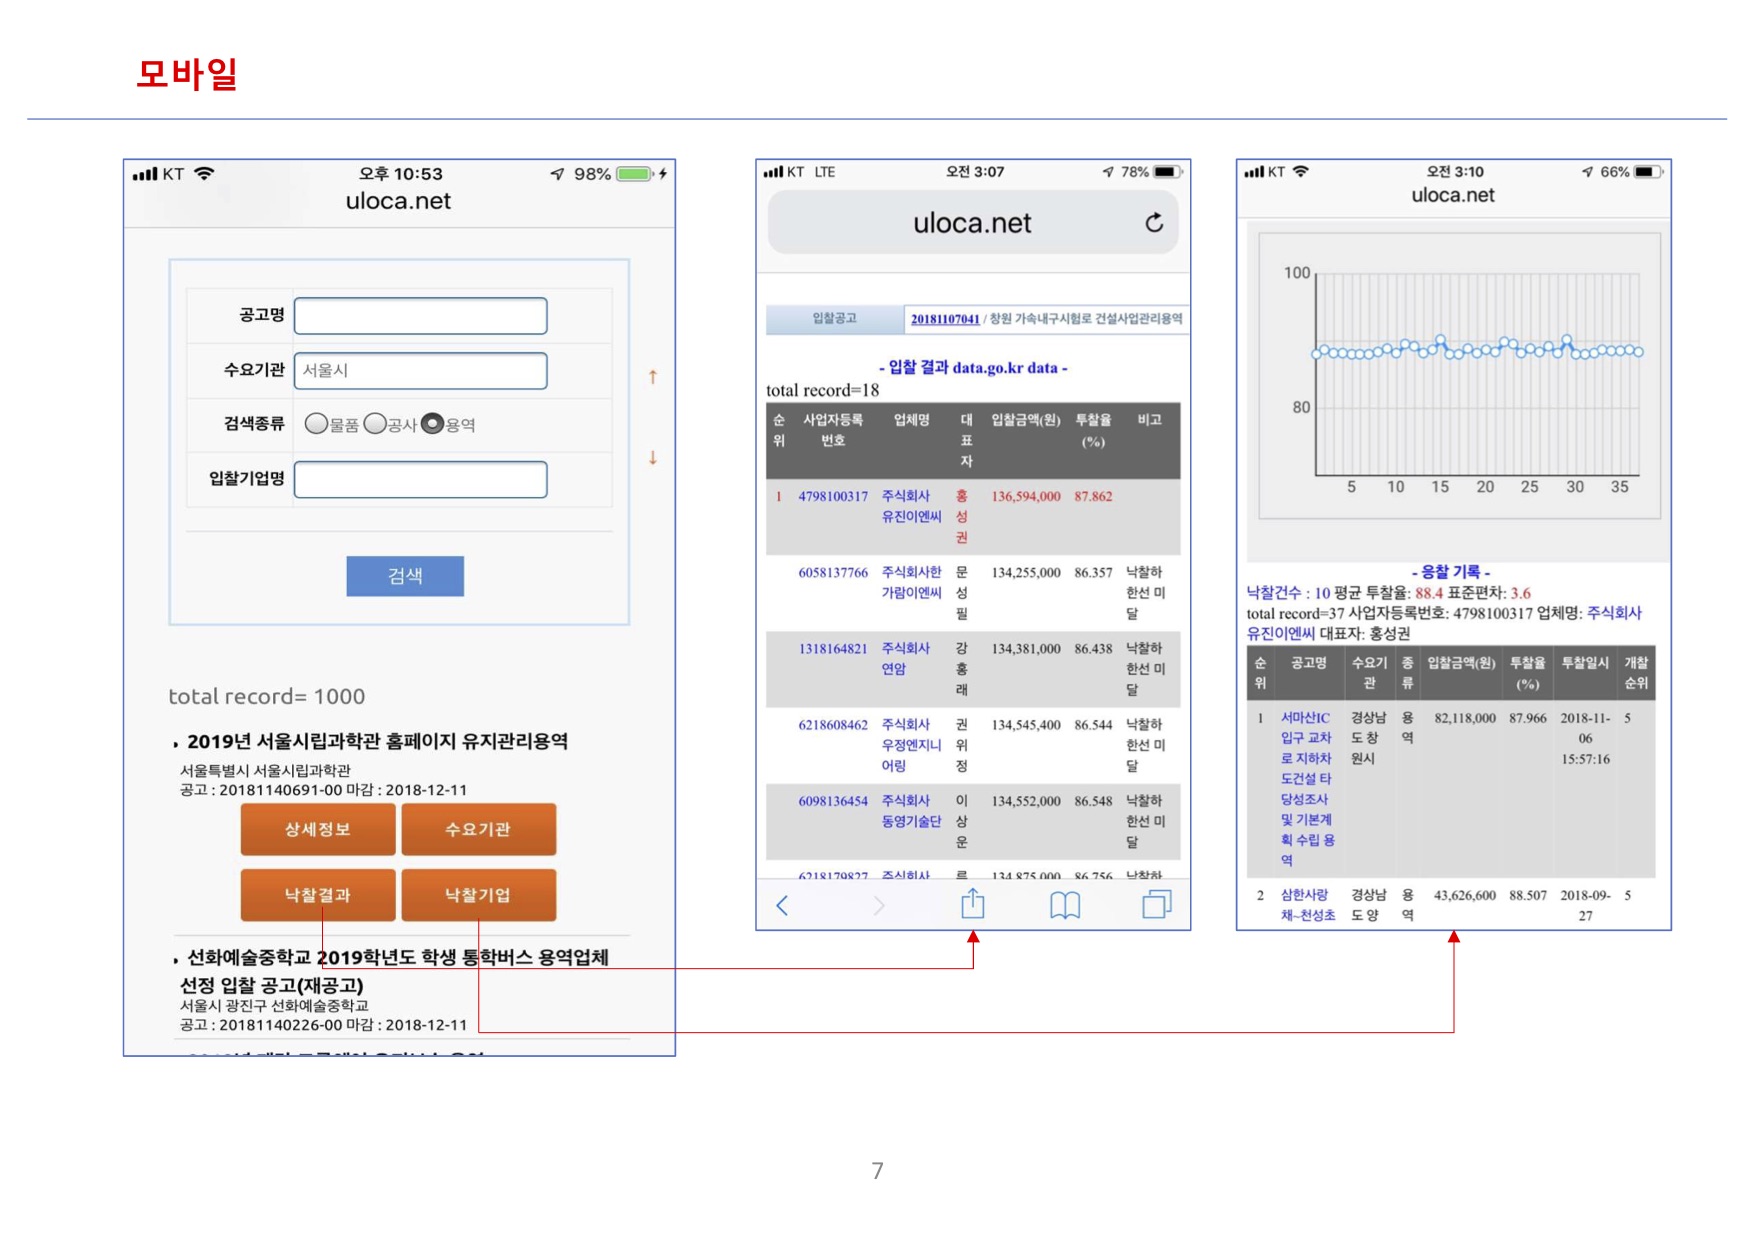 모바일
KT 오후 10:53 98%
uloca.net
공고명
수요기관 서울시
검색종류 물품 공사 용역
입찰기업명
↑
↓
검색
total record= 1000
2019년 서울시립과학관 홈페이지 유지관리용역
서울특별시 서울시립과학관
공고 : 20181140691-00 마감 : 2018-12-11
상세정보 수요기관
낙찰결과 낙찰기업
선화예술중학교 2019학년도 학생 통학버스 용역업체
선정 입찰 공고(재공고)
서울시 광진구 선화예술중학교
공고 : 20181140226-00 마감 : 2018-12-11
KT LTE 오전 3:07 78%
uloca.net
입찰공고 20181107041 / 창원 가속내구시험로 건설사업관리용역
- 입찰 결과 data.go.kr data -
total record=18
순 사업자등록 업체명 대 입찰금액(원) 투찰율 비고
위 번호 표 (%)
자
1 4798100317 주식회사 홍 136,594,000 87.862
유진이엔씨 성
권
6058137766 주식회사한 문 134,255,000 86.357 낙찰하
가람이엔씨 성 한선 미
필 달
1318164821 주식회사 강 134,381,000 86.438 낙찰하
연암 홍 한선 미
래 달
6218608462 주식회사 권 134,545,400 86.544 낙찰하
우정엔지니 위 한선 미
어링 정 달
6098136454 주식회사 이 134,552,000 86.548 낙찰하
동영기술단 상 한선 미
운 달
6218179827 주식회사 134,875,000 86.756 낙찰하
KT 오전 3:10 66%
uloca.net
100
80
5 10 15 20 25 30 35
- 응찰 기록 -
낙찰건수 : 10 평균 투찰율: 88.4 표준편차: 3.6
total record=37 사업자등록번호: 4798100317 업체명: 주식회사
유진이엔씨 대표자: 홍성권
순 공고명 수요기 종 입찰금액(원) 투찰율 투찰일시 개찰
위 관 류 (%) 순위
1 서마산IC 경상남 용 82,118,000 87.966 2018-11- 5
입구 교차 도 창 역 06
로 지하차 원시 15:57:16
도건설 타
당성조사
및 기본계
획 수립 용
역
2 삼한사랑 경상남 용 43,626,600 88.507 2018-09- 5
채~천성초 도 양 역 27
7